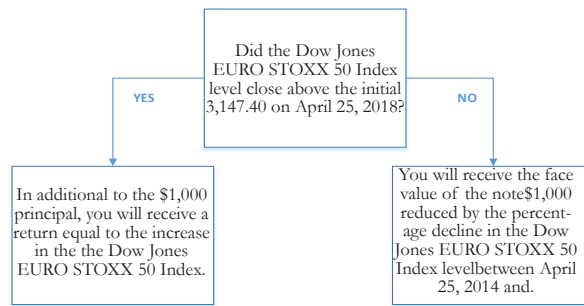 Did the Dow Jones
EURO STOXX 50 Index
level close above the initial
3,147.40 on April 25, 2018?
YES
NO
In additional to the $1,000
principal, you will receive a
return equal to the increase
in the the Dow Jones
EURO STOXX 50 Index.
You will receive the face
value of the note$1,000
reduced by the percent-
age decline in the Dow
Jones EURO STOXX 50
Index levelbetween April
25, 2014 and.